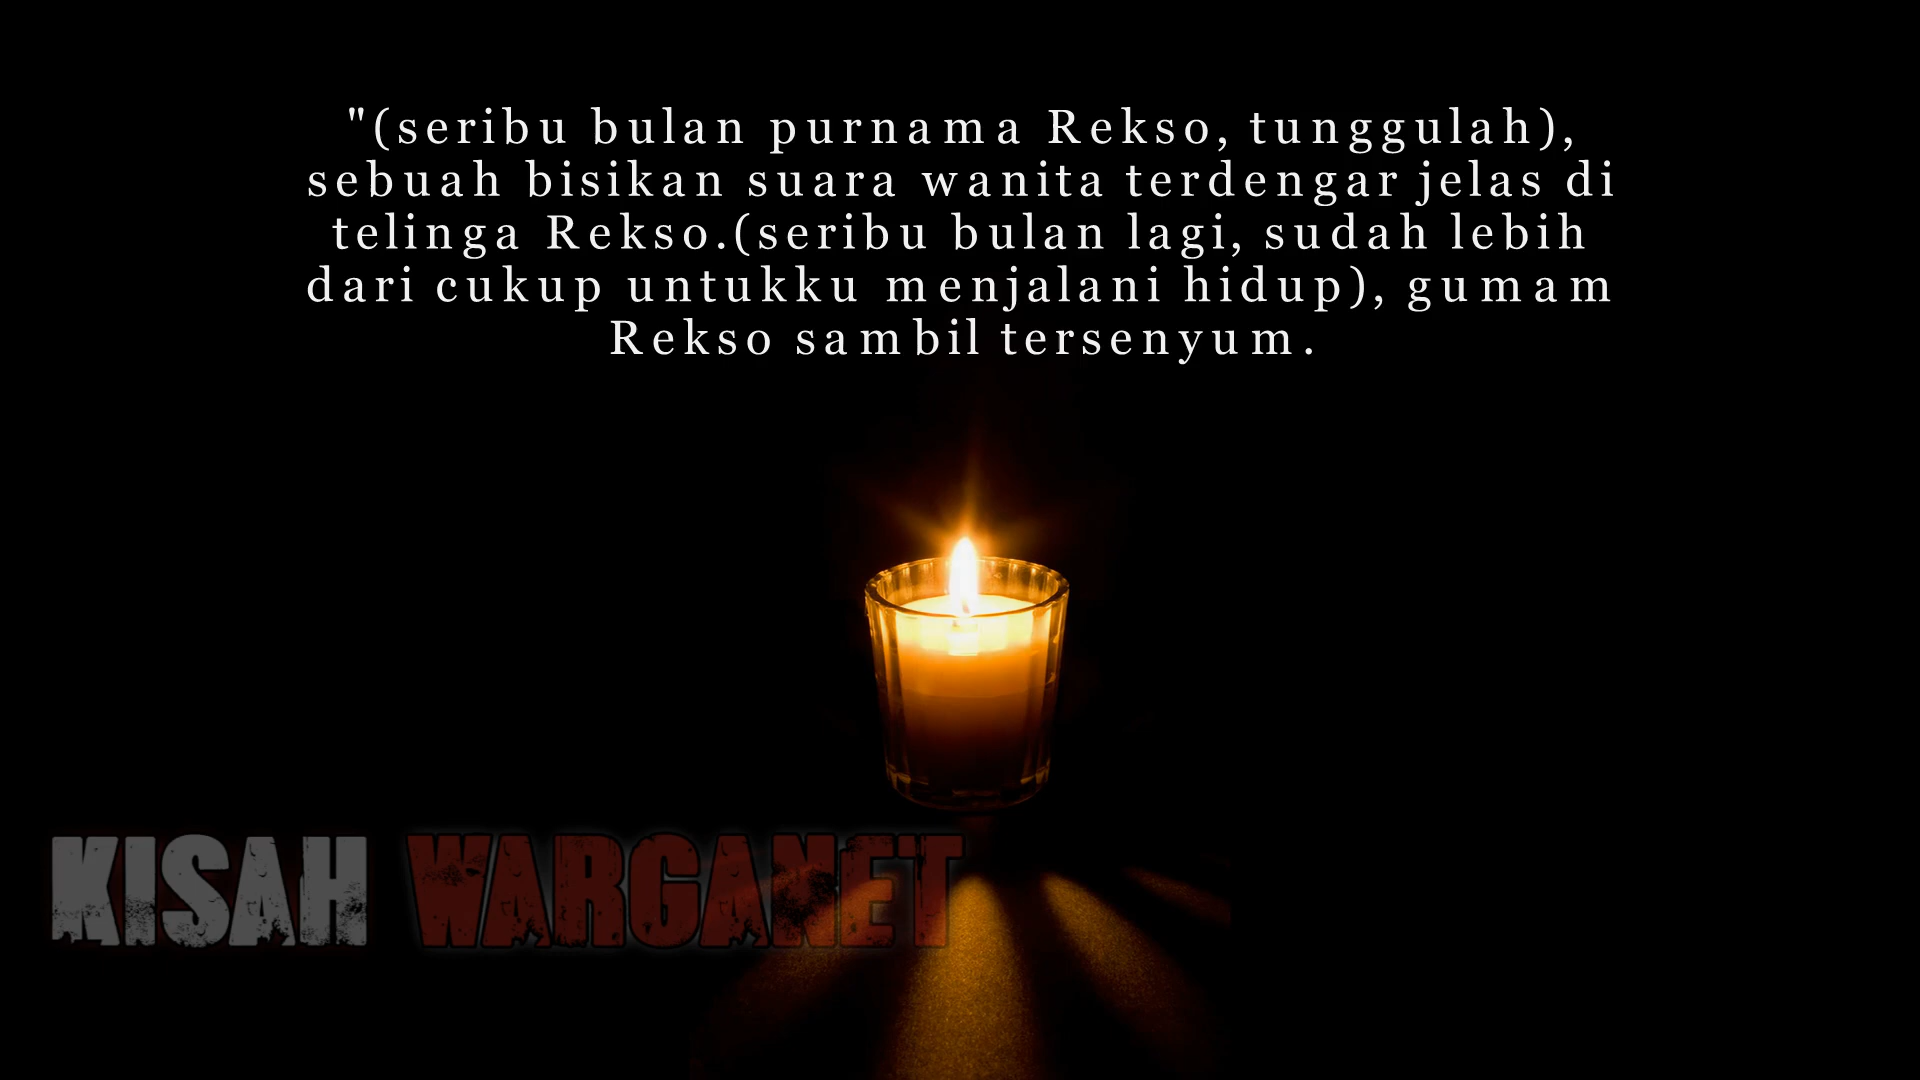 "(seribu bulan purnama Rekso, tunggulah),
sebuah bisikan suara wanita terdengar jelas di
telinga Rekso.(seribu bulan lagi, sudah lebih
dari cukup untukku menjalani hidup), gumam
Rekso sambil tersenyum.
KISAH WARGANET